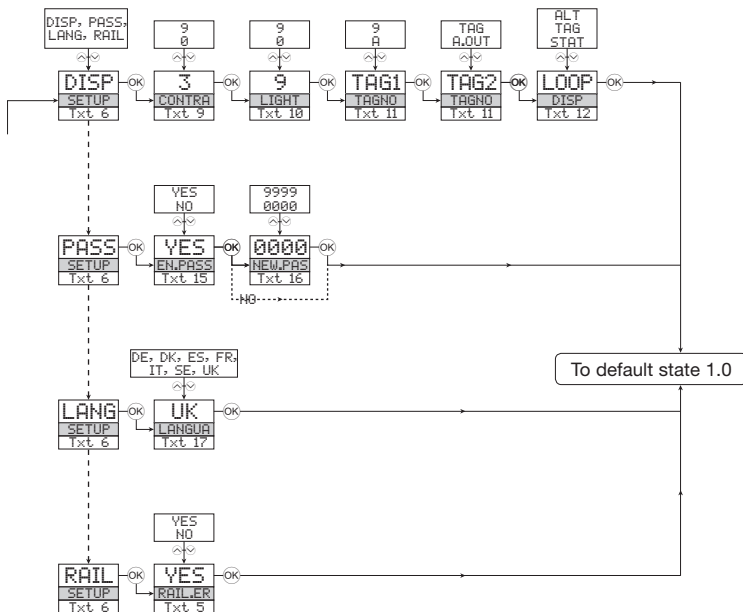 DISP, PASS,
LANG, RAIL
9
0
9
0
9
A
TAG
A.OUT
ALT
TAG
STAT
DISP
SETUP
Txt 6
OK
3
CONTRA
Txt 9
OK
9
LIGHT
Txt 10
OK
TAG1
TAGNO
Txt 11
OK
TAG2
TAGNO
Txt 11
OK
LOOP
DISP
Txt 12
OK
YES
NO
9999
0000
PASS
SETUP
Txt 6
OK
YES
EN.PASS
Txt 15
OK
0000
NEW.PAS
Txt 16
OK
NO
DE, DK, ES, FR,
IT, SE, UK
To default state 1.0
LANG
SETUP
Txt 6
OK
UK
LANGUA
Txt 17
OK
YES
NO
RAIL
SETUP
Txt 6
OK
YES
RAIL.ER
Txt 5
OK